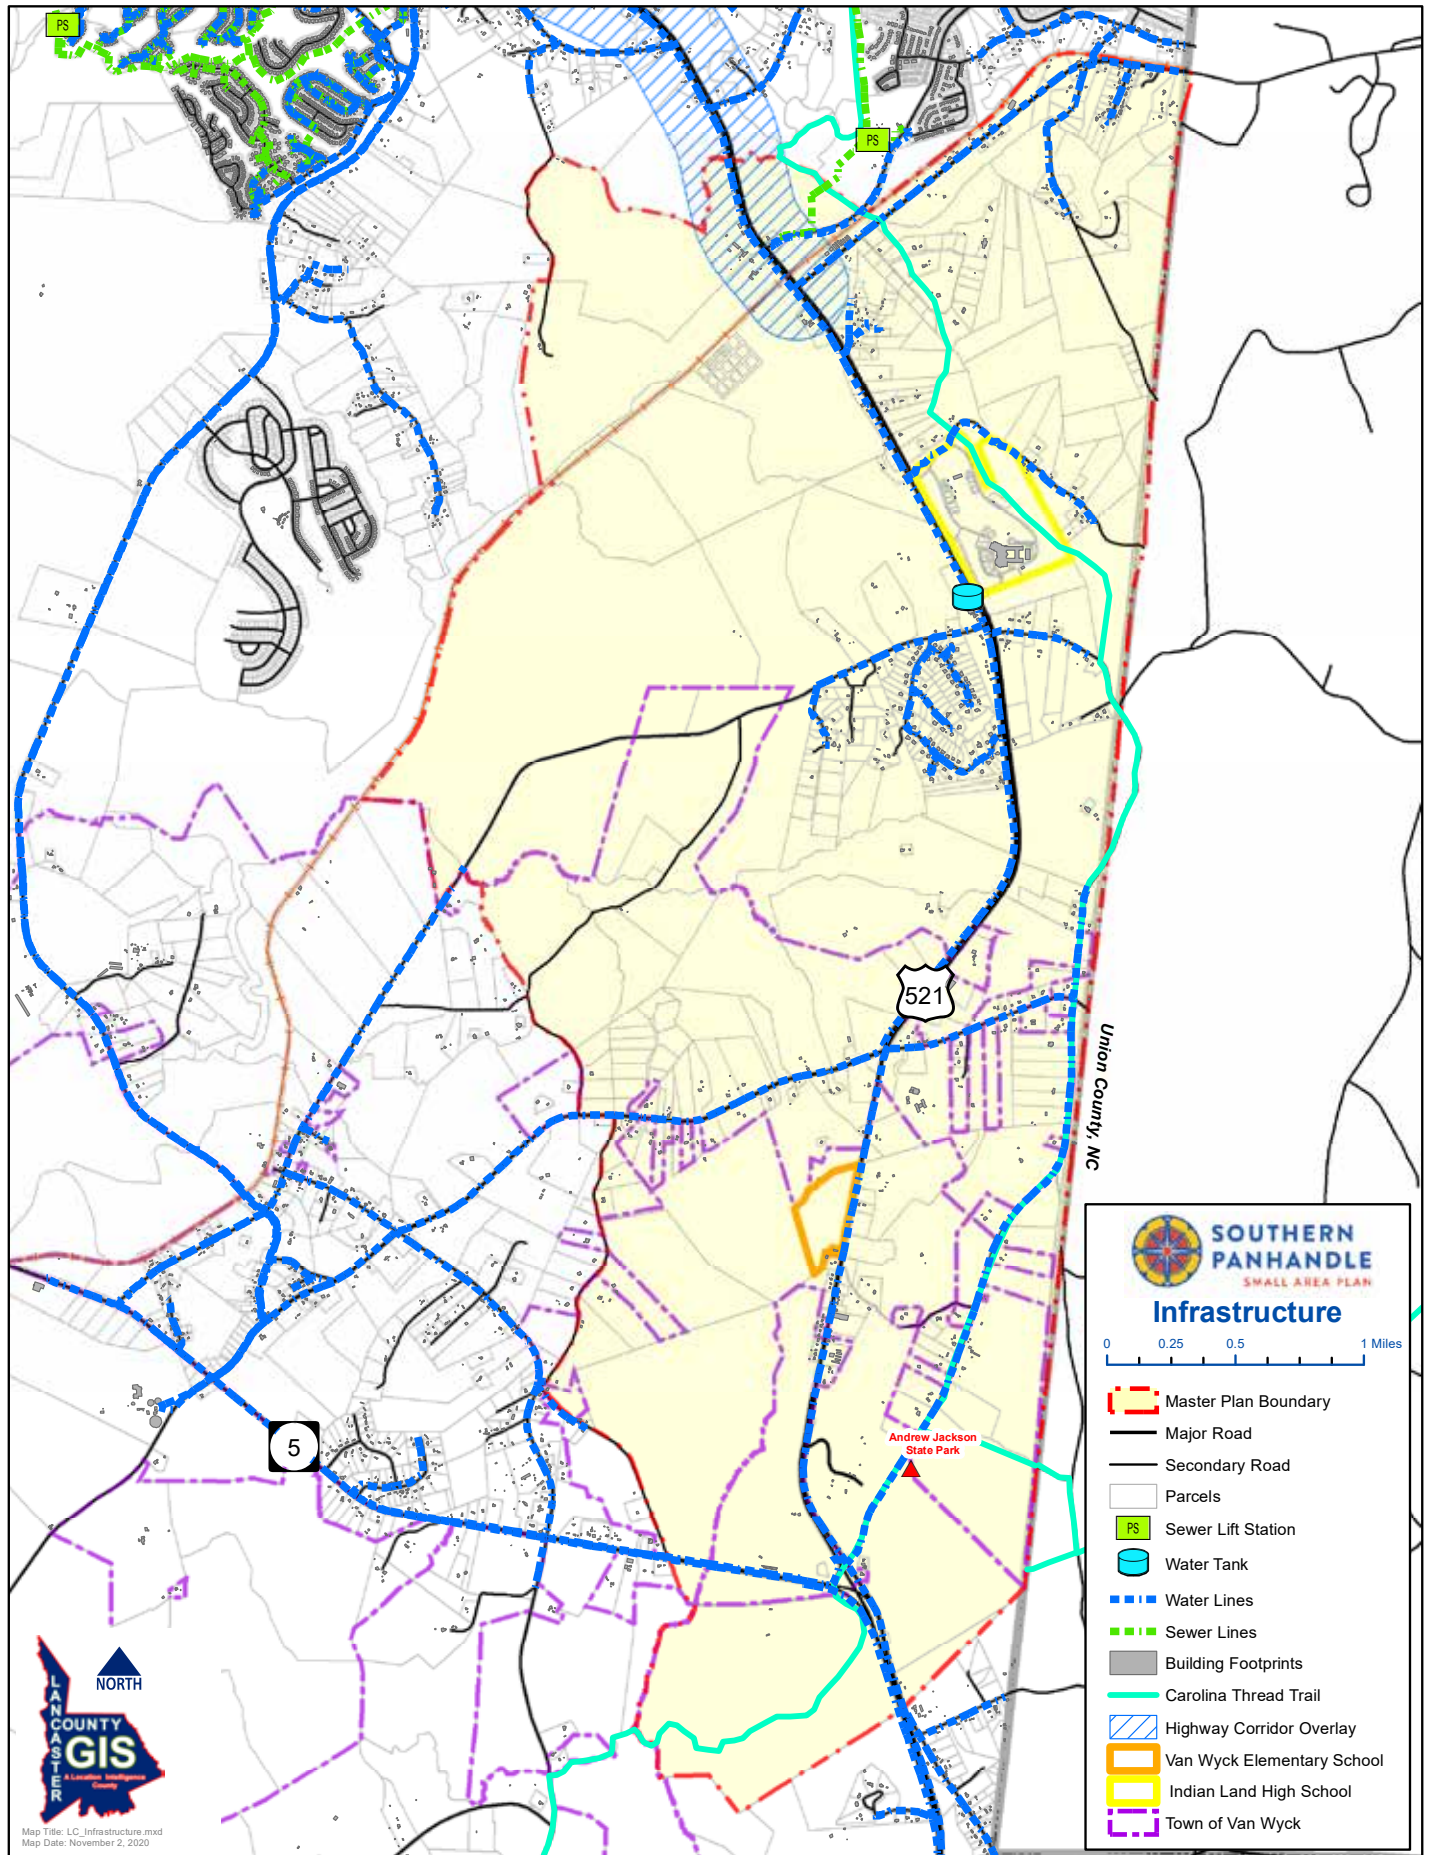 PS
PS
521
Union County, NC
5
Andrew Jackson
State Park
SOUTHERN
PANHANDLE
SMALL AREA PLAN
Infrastructure
0 0.25 0.5 1 Miles
Master Plan Boundary
Major Road
Secondary Road
Parcels
PS Sewer Lift Station
Water Tank
Water Lines
Sewer Lines
Building Footprints
Carolina Thread Trail
Highway Corridor Overlay
Van Wyck Elementary School
Indian Land High School
Town of Van Wyck
NORTH
LANCASTER
COUNTY
GIS
A Location Intelligence
County
Map Title: LC_Infrastructure.mxd
Map Date: November 2, 2020